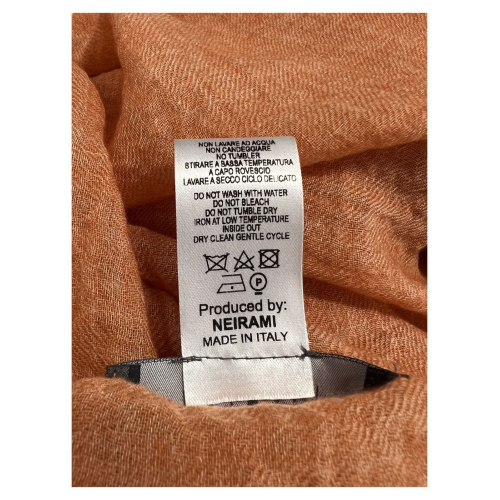 NON LAVARE AD ACQUA
NON CANDEGGIARE
NO TUMBLER
STIRARE A BASSA TEMPERATURA
A CAPO ROVESCIO
LAVARE A SECCO CICLO DELICATO
DO NOT WASH WITH WATER
DO NOT BLEACH
DO NOT TUMBLE DRY
IRON AT LOW TEMPERATURE
INSIDE OUT
DRY CLEAN GENTLE CYCLE
P
Produced by:
NEIRAMI
MADE IN ITALY